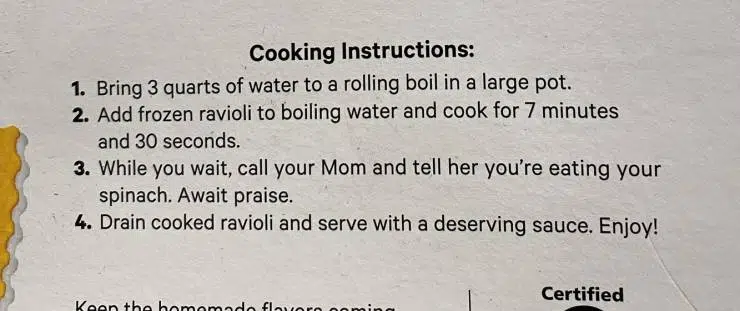 Cooking Instructions:
1. Bring 3 quarts of water to a rolling boil in a large pot.
2. Add frozen ravioli to boiling water and cook for 7 minutes
and 30 seconds.
3. While you wait, call your Mom and tell her you're eating your
spinach. Await praise.
4. Drain cooked ravioli and serve with a deserving sauce. Enjoy!
Certified
Keep the homemade flavors coming